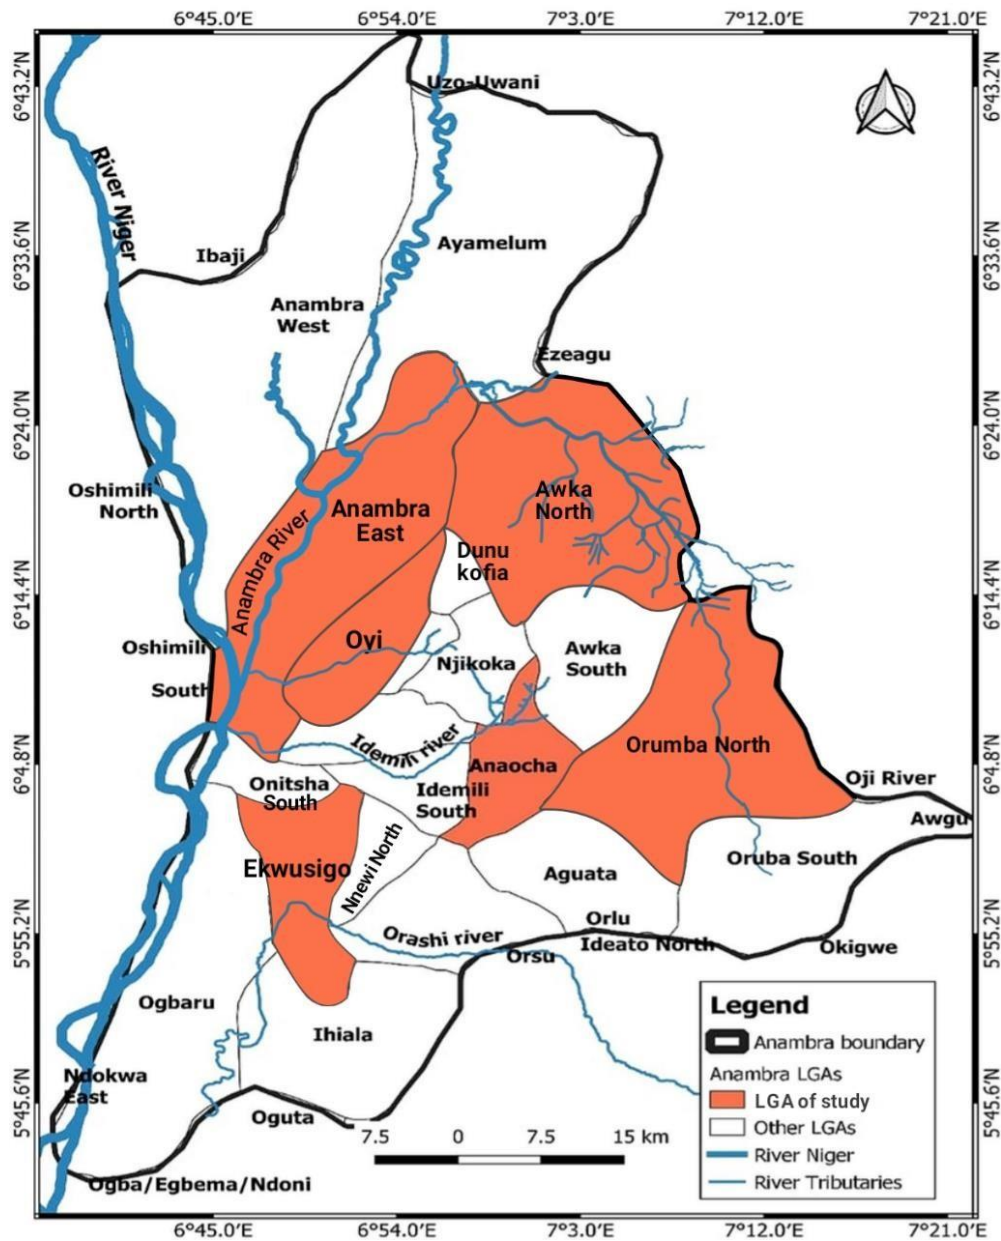 6°45.0'E 6°54.0'E 7°3.0'E 7°12.0'E 7°21.0'E
6°43.2'N
6°43.2'N
Uzo-Uwani
River Niger
6°33.6'N
6°33.6'N
Ibaji
Ayamelum
Anambra
West
Ezeagu
6°24.0'N
6°24.0'N
Oshimili
North
Anambra
East
Awka
North
Anambra River
Dunu
kofia
6°14.4'N
6°14.4'N
Oshimili
South
Oyi
Njikoka
Awka
South
Idemili river
Orumba North
6°4.8'N
6°4.8'N
Anaocha
Onitsha
South
Idemili
South
Oji River
Awgu
Ekwusigo
Nnewi North
Aguata
Oruba South
5°55.2'N
5°55.2'N
Orlu
Ideato North
Orashi river
Orsu
Okigwe
Ogbaru
Ihiala
Ndokwa
East
5°45.6'N
5°45.6'N
Oguta
Ogba/Egbema/Ndoni
7.5 0 7.5 15 km
Legend
Anambra boundary
Anambra LGAs
LGA of study
Other LGAs
River Niger
River Tributaries
6°45.0'E 6°54.0'E 7°3.0'E 7°12.0'E 7°21.0'E